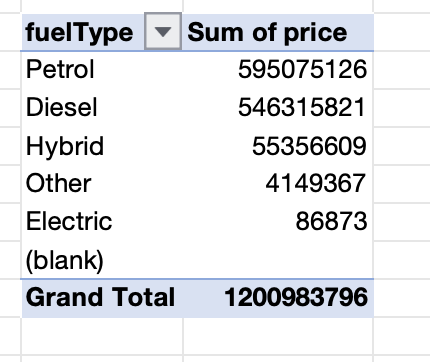 fuelType Sum of price
Petrol 595075126
Diesel 546315821
Hybrid 55356609
Other 4149367
Electric 86873
(blank)
Grand Total 1200983796